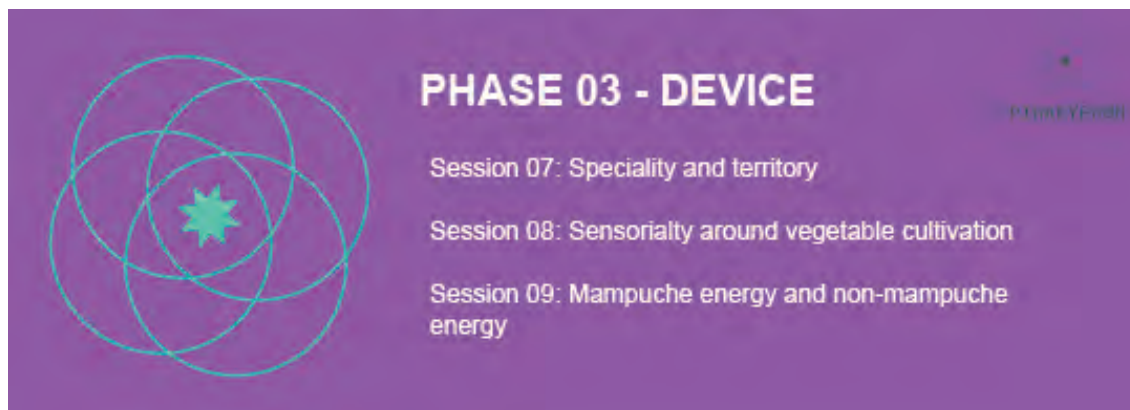 PHASE 03 - DEVICE
Session 07: Speciality and territory
Session 08: Sensorialty around vegetable cultivation
Session 09: Mampuche energy and non-mampuche
energy